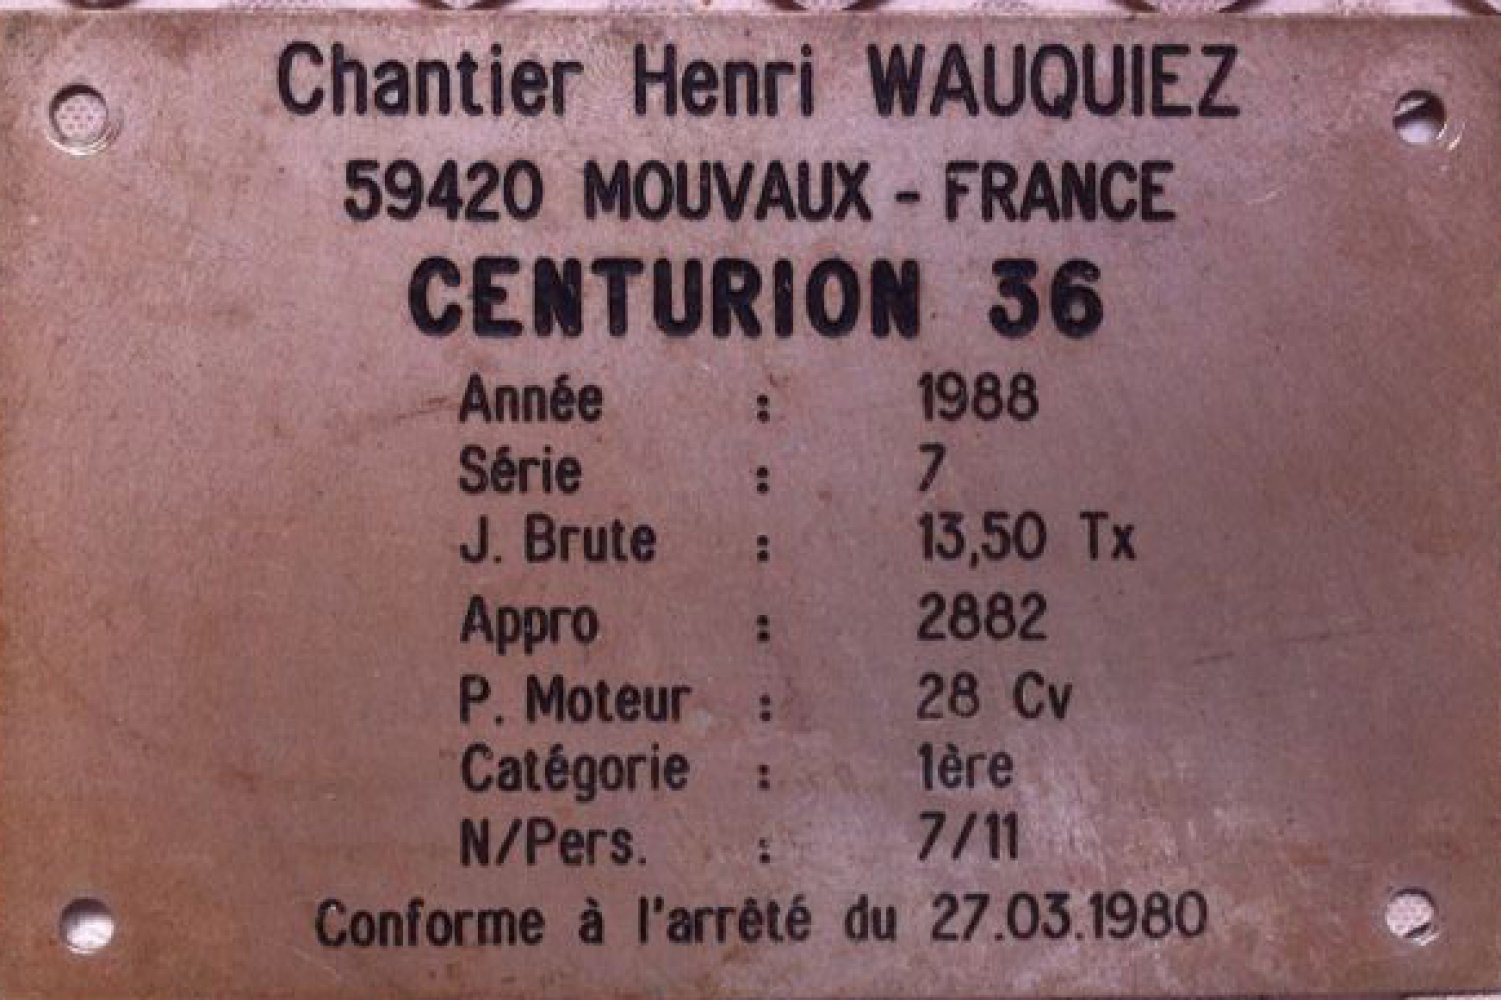 Chantier Henri WAUQUIEZ
59420 MOUVAUX - FRANCE
CENTURION 36
Année : 1988
Série : 7
J. Brute : 13,50 Tx
Appro : 2882
P. Moteur : 28 Cv
Catégorie : 1ère
N/Pers. : 7/11
Conforme à l'arrêté du 27.03.1980